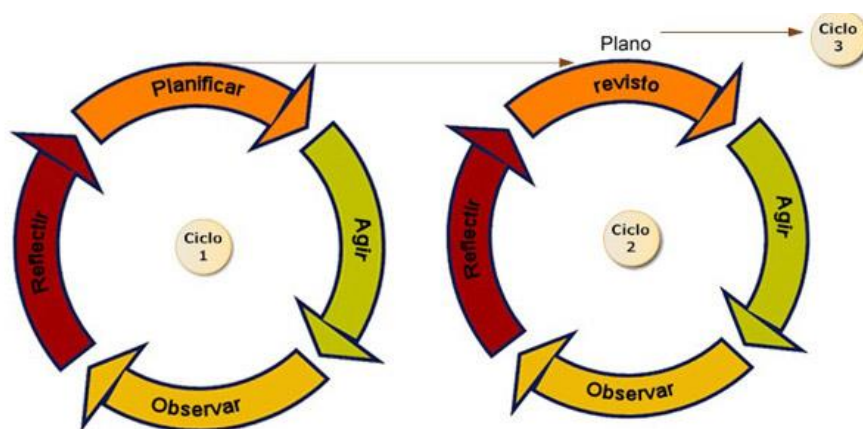 Planificar
Agir
Observar
Reflectir
Ciclo
1
Plano
revisto
Agir
Observar
Reflectir
Ciclo
2
Ciclo
3